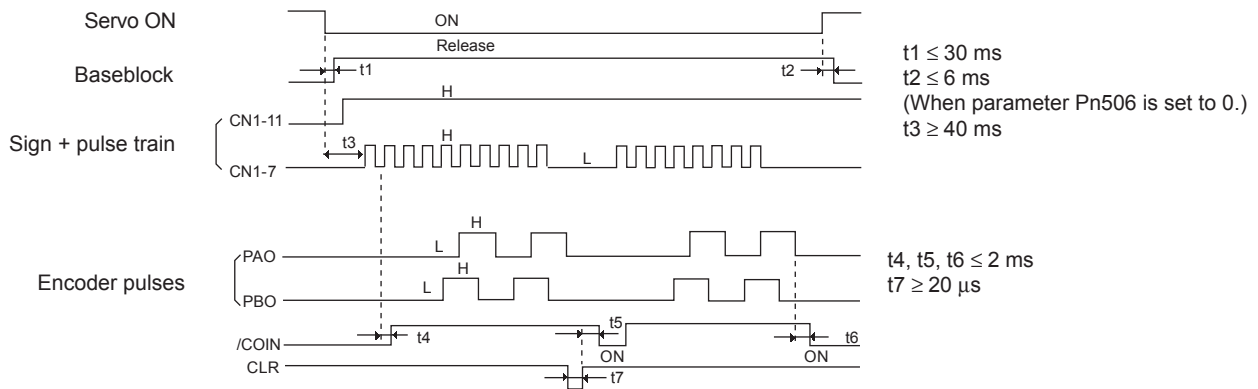 Servo ON
ON
Release
Baseblock
t1
t2
t1 ≤ 30 ms
t2 ≤ 6 ms
(When parameter Pn506 is set to 0.)
t3 ≥ 40 ms
Sign + pulse train
CN1-11
H
t3
H
CN1-7
L
Encoder pulses
PAO
L
H
PBO
L
H
t4, t5, t6 ≤ 2 ms
t7 ≥ 20 μs
/COIN
t4
t5
ON
t6
ON
CLR
t7